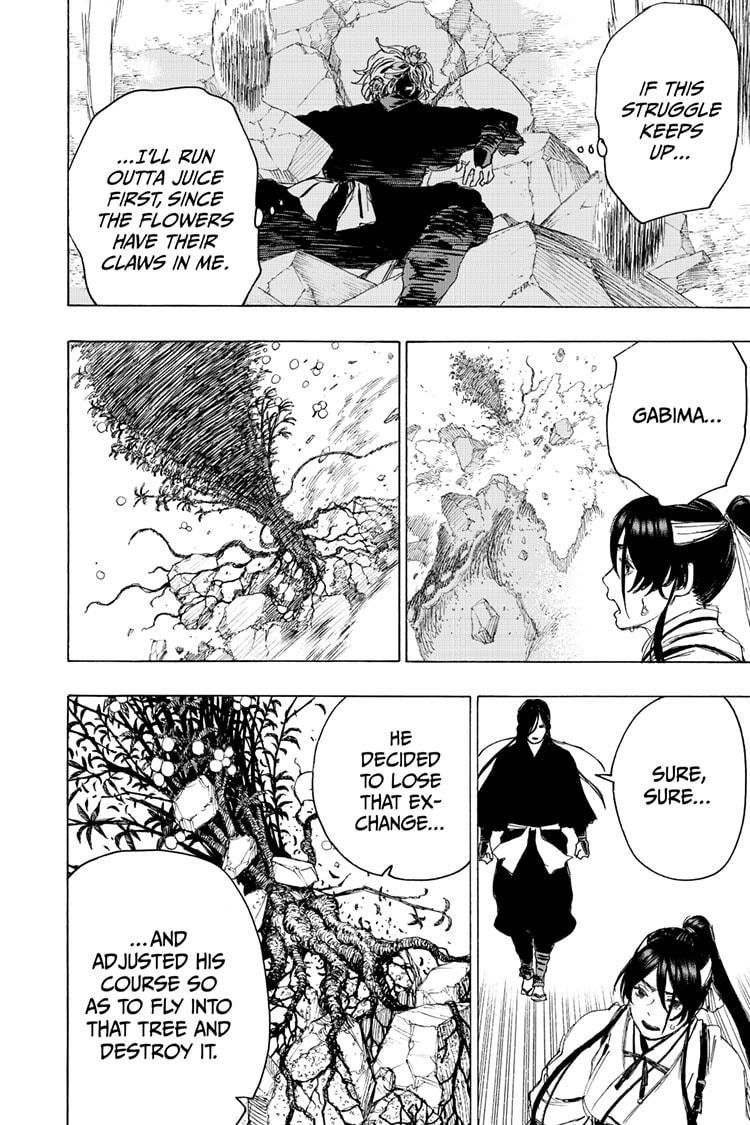 IF THIS
STRUGGLE
KEEPS
UP...
...I'LL RUN
OUTTA JUICE
FIRST, SINCE
THE FLOWERS
HAVE THEIR
CLAWS IN ME.
GABIMA...
SURE,
SURE...
HE
DECIDED
TO LOSE
THAT EX-
CHANGE...
...AND
ADJUSTED HIS
COURSE SO
AS TO FLY INTO
THAT TREE AND
DESTROY IT.